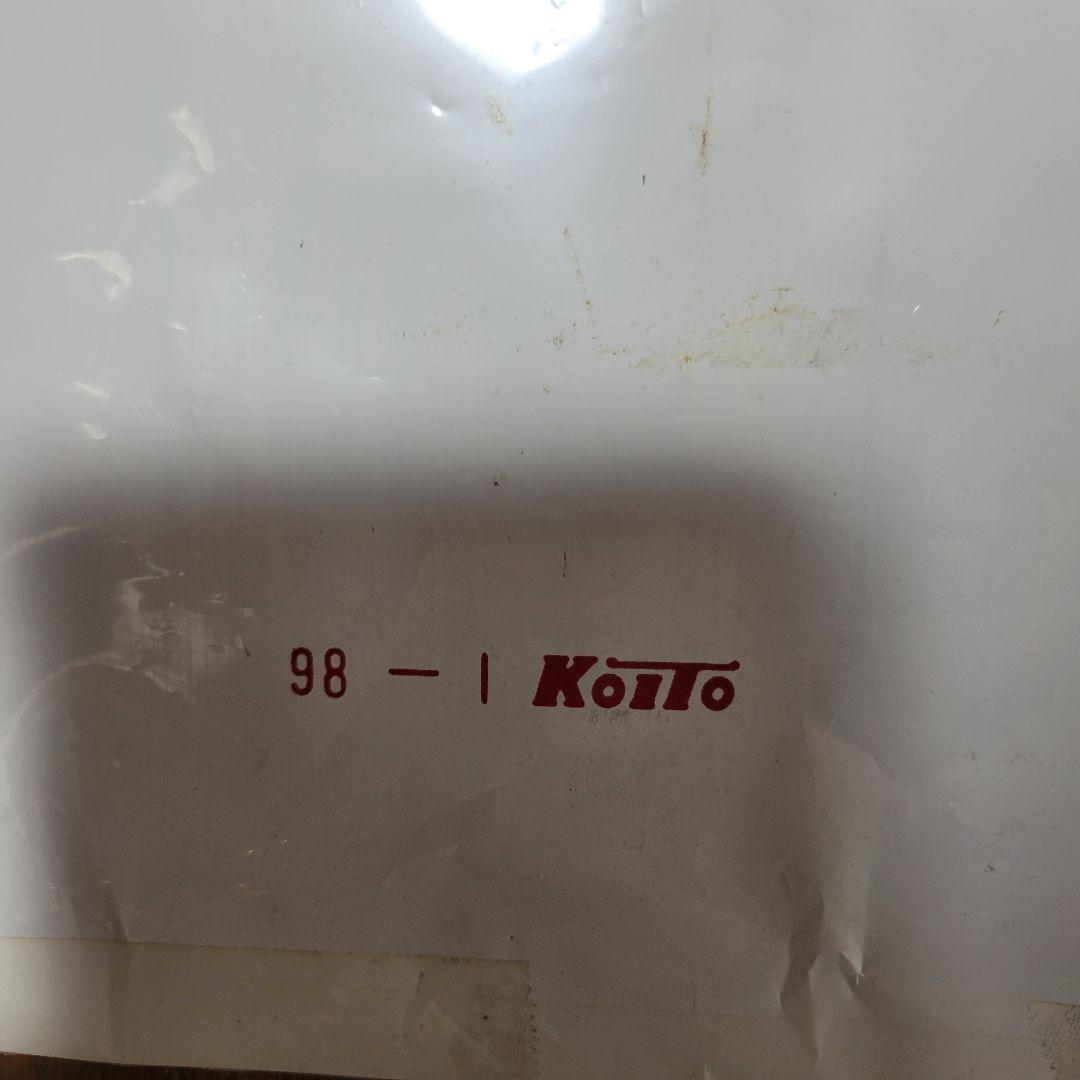 98 — 1 KOITO